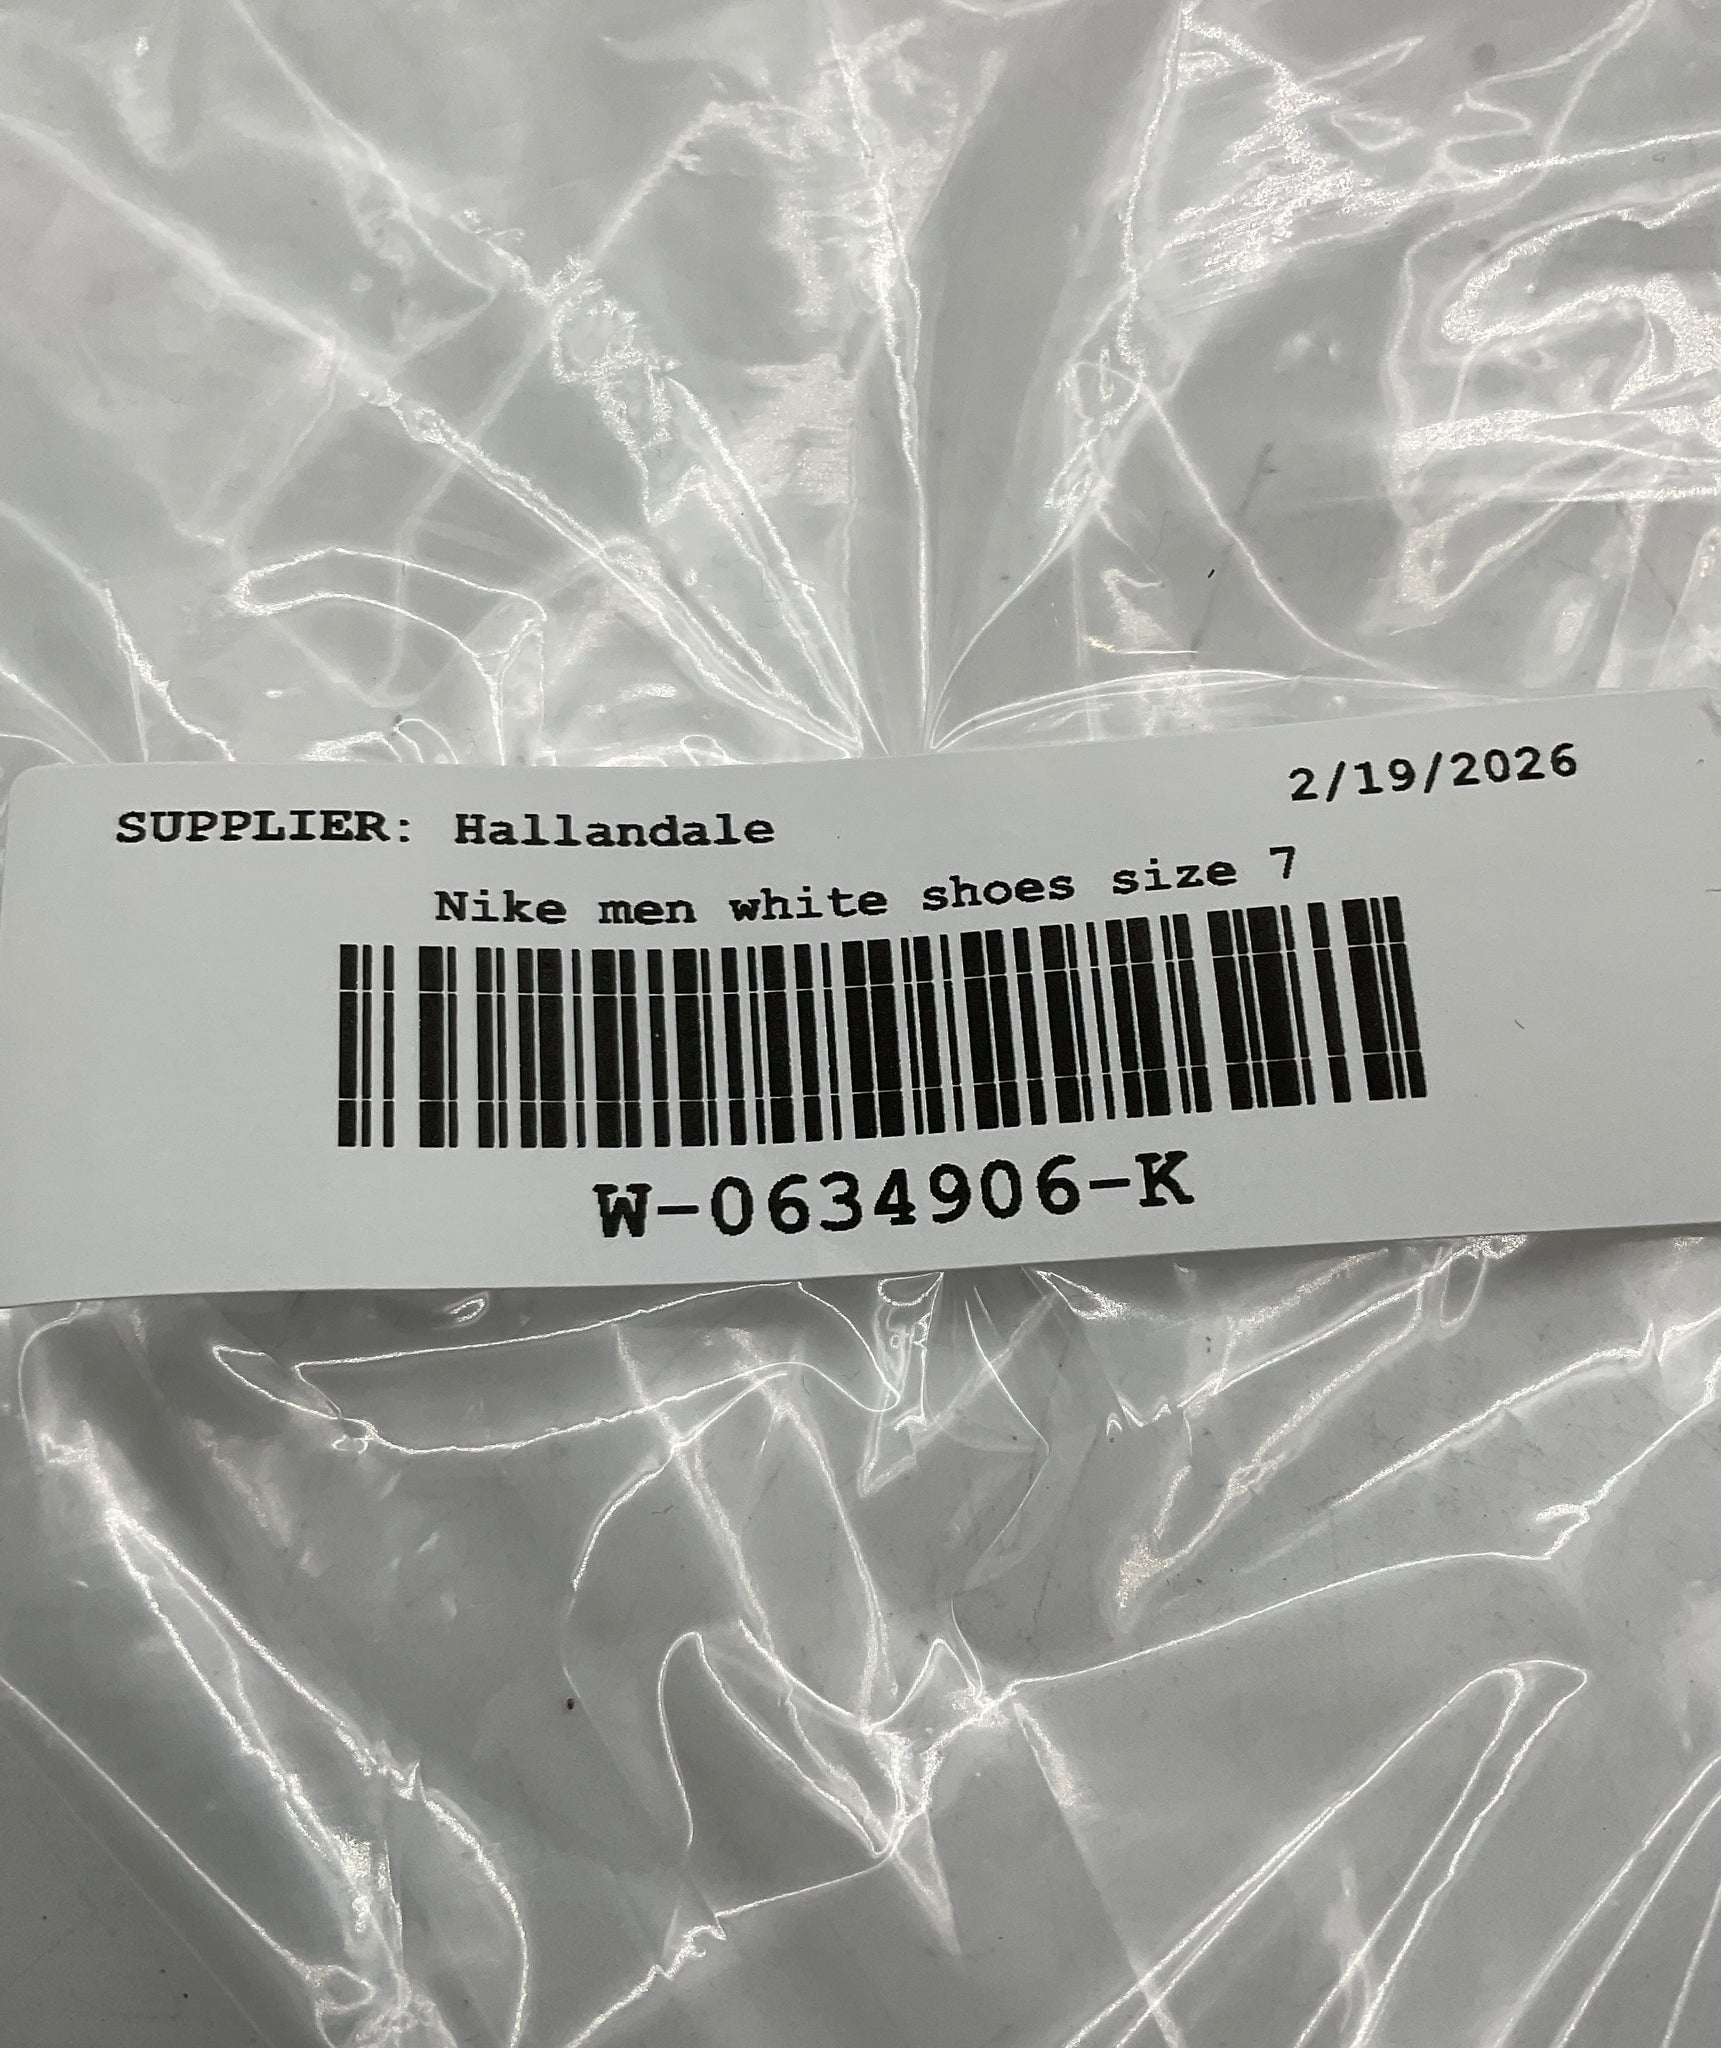 2/19/2026
SUPPLIER: Hallandale
Nike men white shoes size 7
W-0634906-K